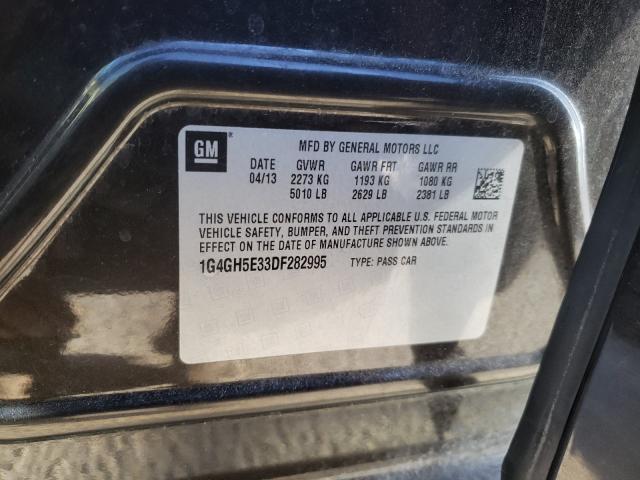 GM®
MFD BY GENERAL MOTORS LLC
DATE GVWR GAWR FRT GAWR RR
04/13 2273 KG 1193 KG 1080 KG
5010 LB 2629 LB 2381 LB
THIS VEHICLE CONFORMS TO ALL APPLICABLE U.S. FEDERAL MOTOR
VEHICLE SAFETY, BUMPER, AND THEFT PREVENTION STANDARDS
IN EFFECT ON THE DATE OF MANUFACTURE SHOWN ABOVE.
1G4GH5E33DF282995 TYPE: PASS CAR